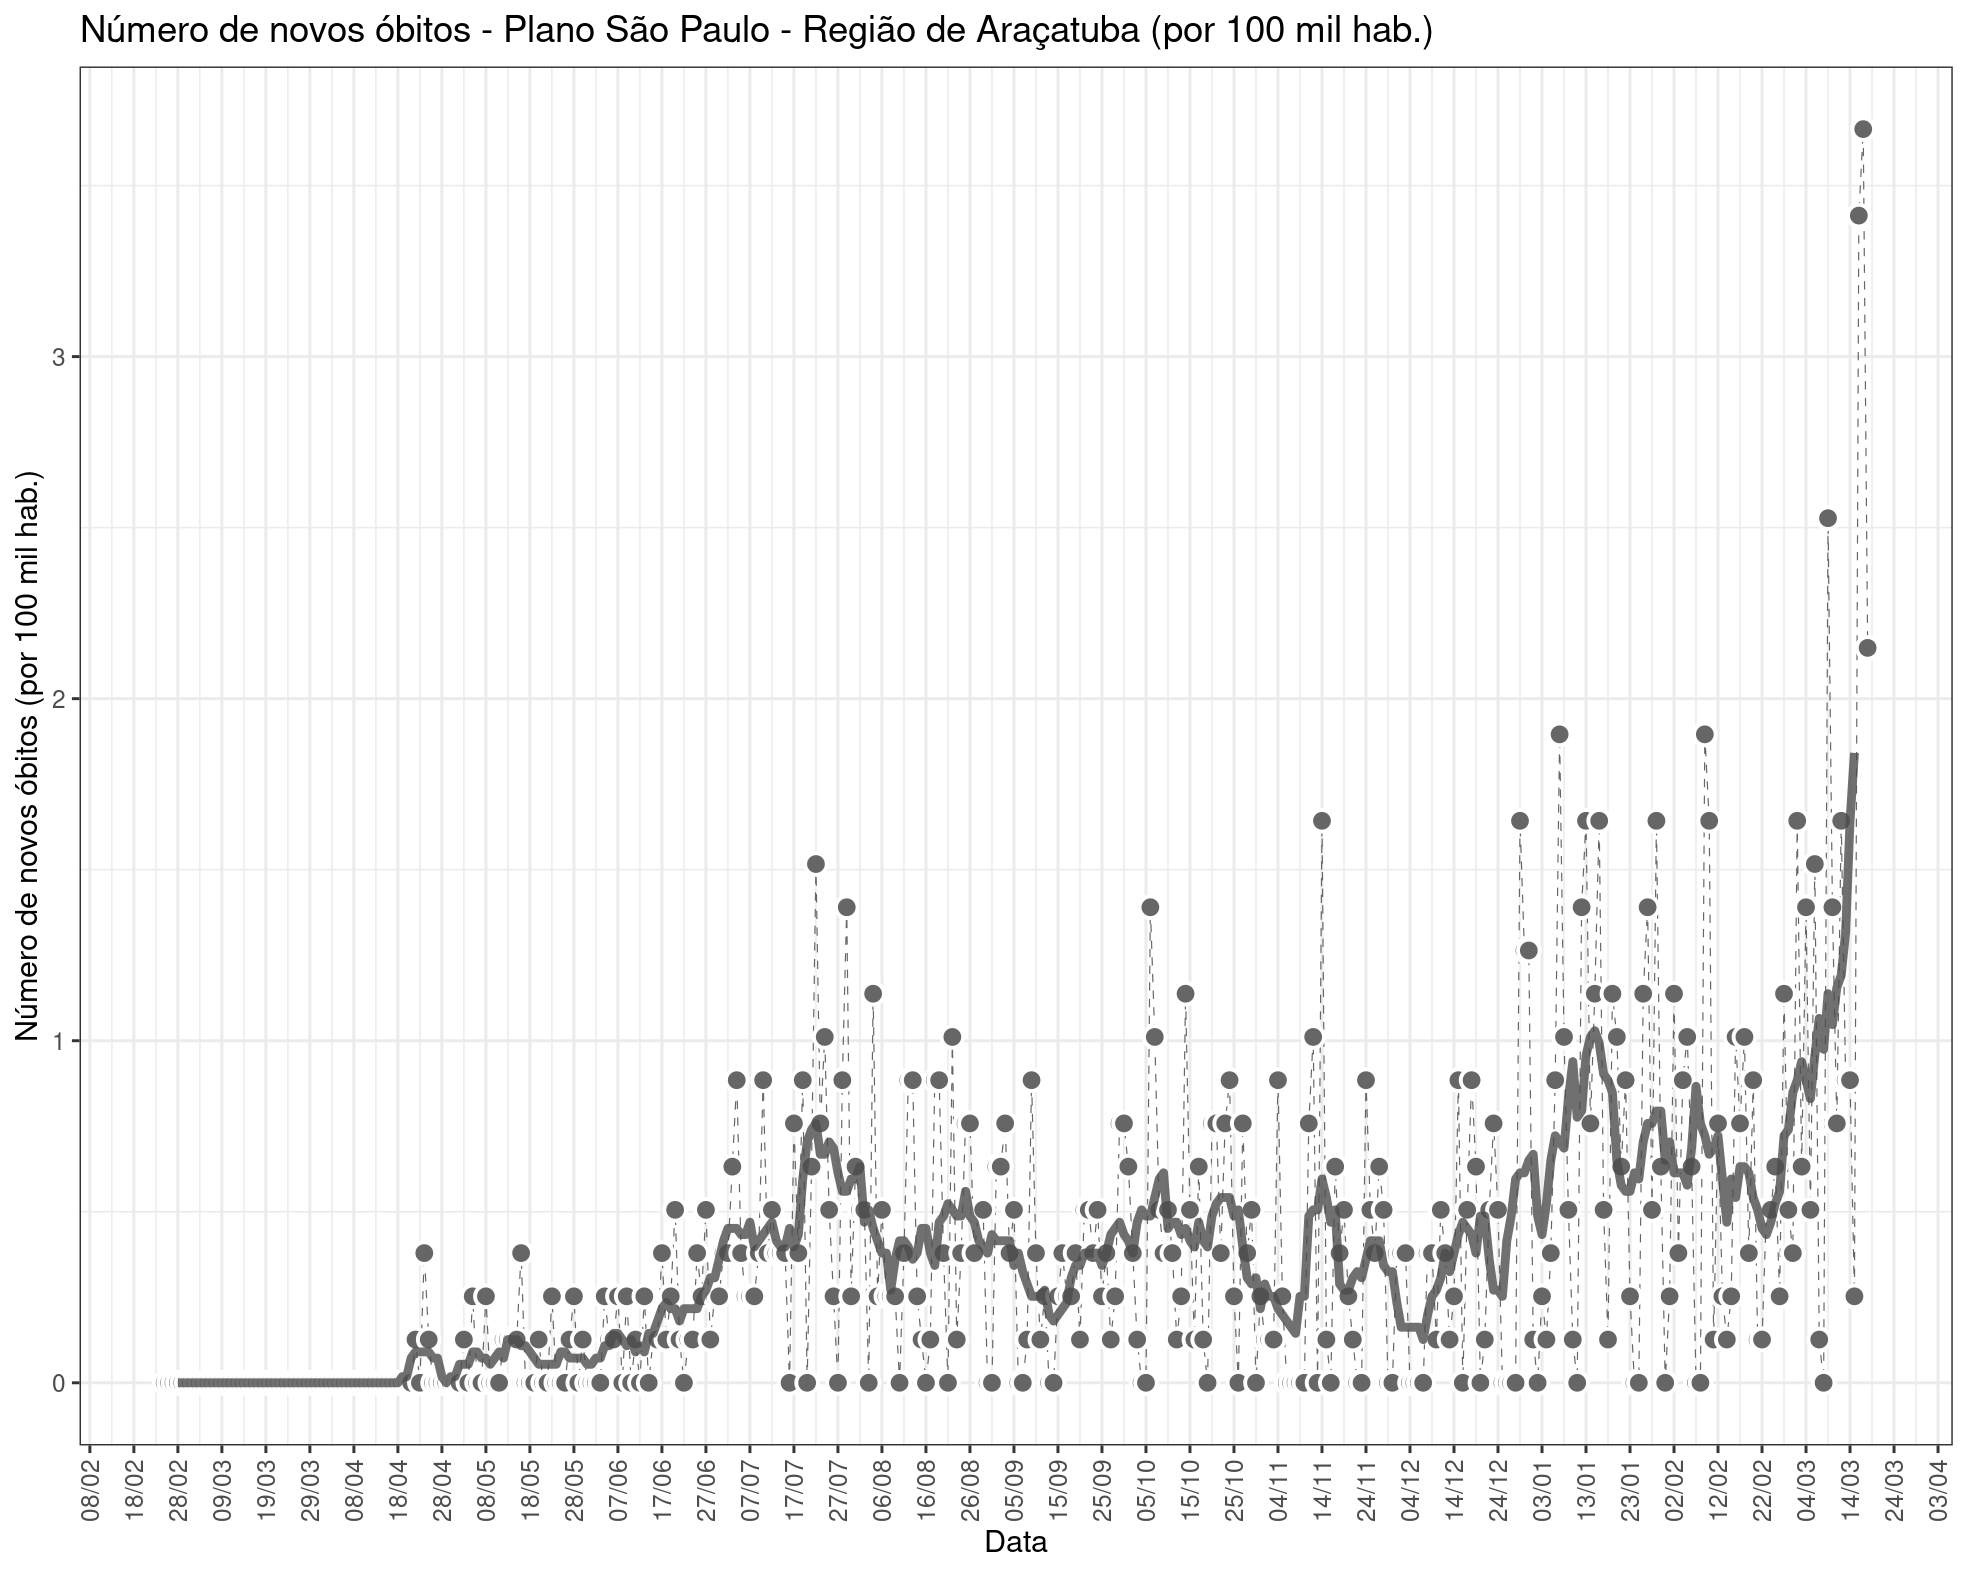 Número de novos óbitos - Plano São Paulo - Região de Araçatuba (por 100 mil hab.)
Número de novos óbitos (por 100 mil hab.)
3
2
1
0
08/02 18/02 28/02 09/03 19/03 29/03 08/04 18/04 28/04 08/05 18/05 28/05 07/06 17/06 27/06 07/07 17/07 27/07 06/08 16/08 26/08 05/09 15/09 25/09 05/10 15/10 25/10 04/11 14/11 24/11 04/12 14/12 24/12 03/01 13/01 23/01 02/02 12/02 22/02 04/03 14/03 24/03 03/04
Data